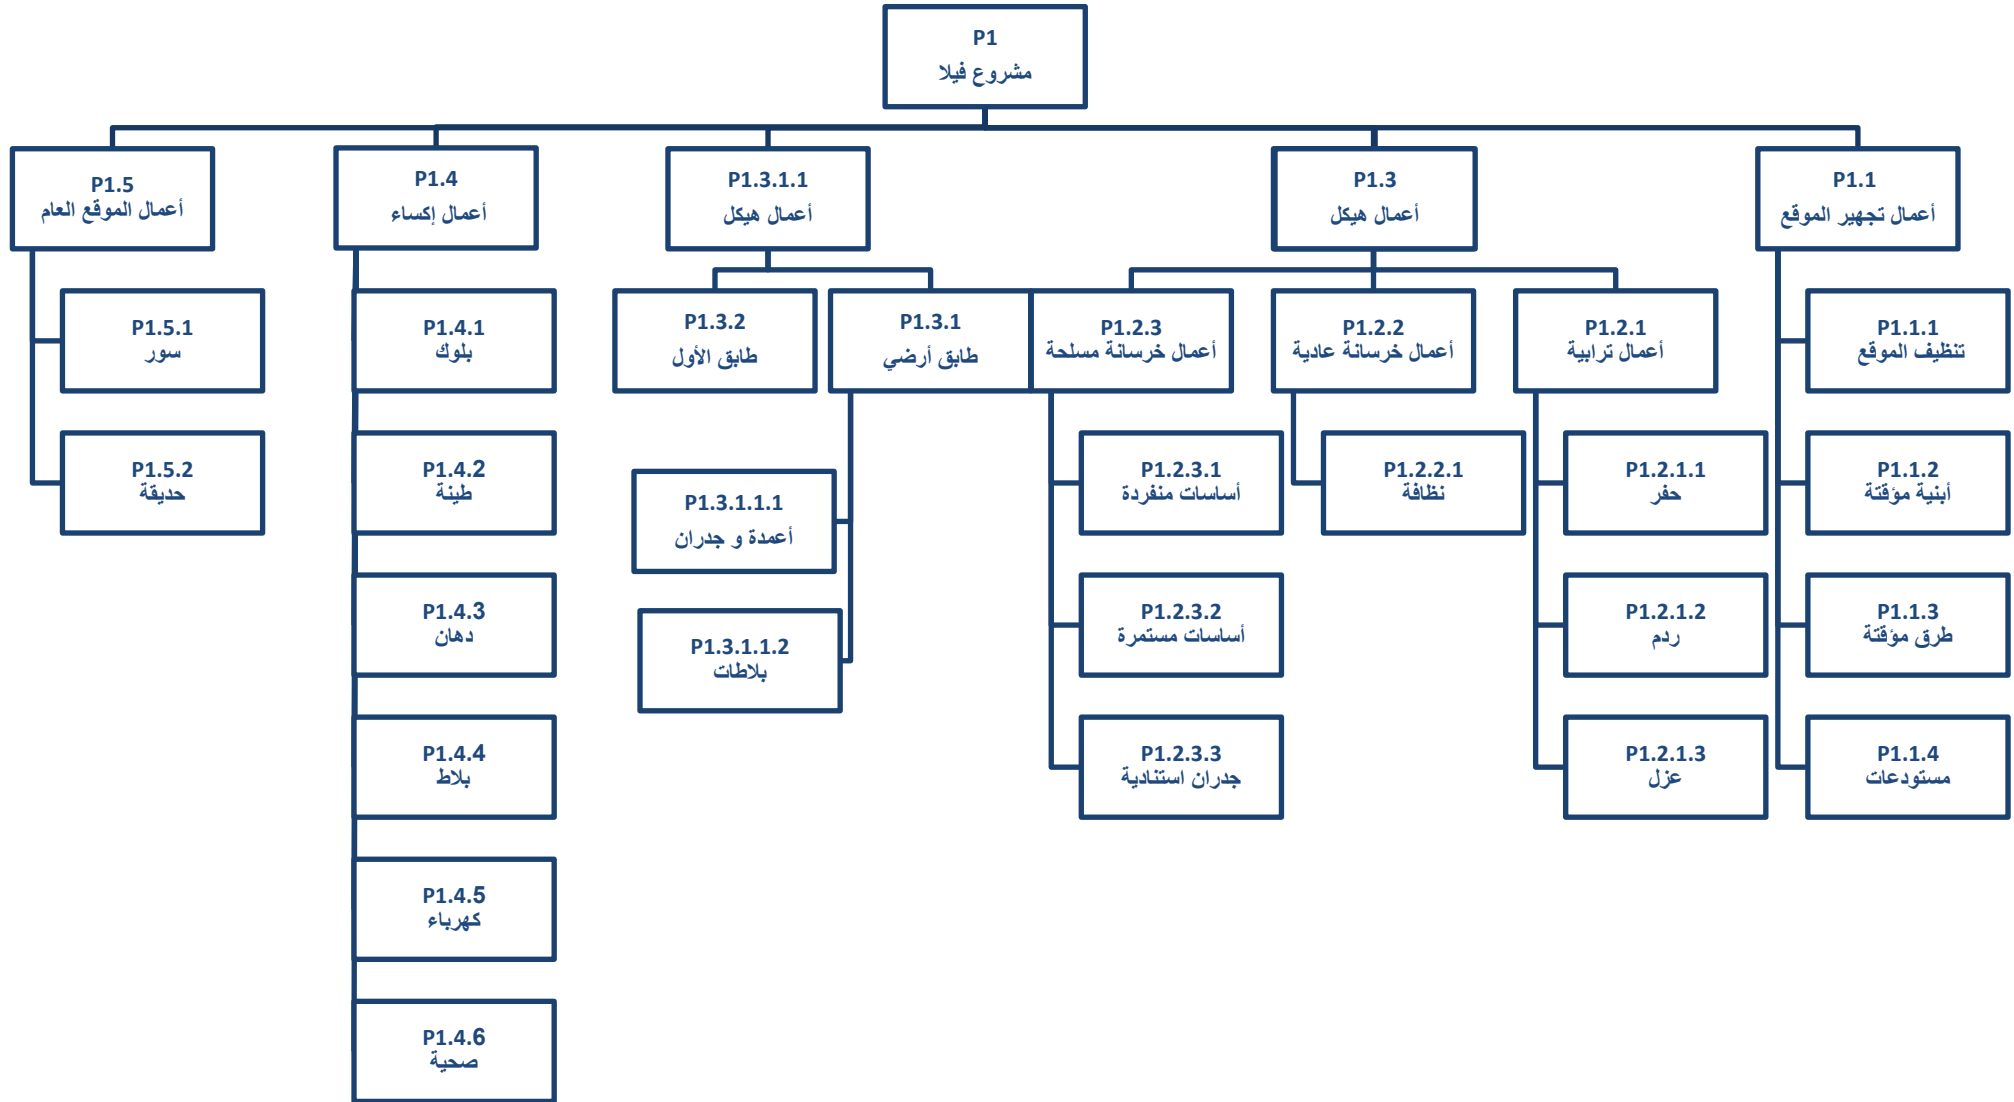 P1
مشروع فيلا
P1.1
أعمال تجهيز الموقع
P1.3
أعمال هيكل
P1.3.1.1
أعمال هيكل
P1.4
أعمال إكساء
P1.5
أعمال الموقع العام
P1.1.1
تنظيف الموقع
P1.1.2
أبنية مؤقتة
P1.1.3
طرق مؤقتة
P1.1.4
مستودعات
P1.2.1
أعمال ترابية
P1.2.1.1
حفر
P1.2.1.2
ردم
P1.2.1.3
عزل
P1.2.2
أعمال خرسانة عادية
P1.2.2.1
نظافة
P1.2.3
أعمال خرسانة مسلحة
P1.2.3.1
أساسات منفردة
P1.2.3.2
أساسات مستمرة
P1.2.3.3
جدران استنادية
P1.3.1
طابق أرضي
P1.3.1.1.1
أعمدة و جدران
P1.3.1.1.2
بلاطات
P1.3.2
طابق الأول
P1.4.1
بلوك
P1.4.2
طينة
P1.4.3
دهان
P1.4.4
بلاط
P1.4.5
كهرباء
P1.4.6
صحية
P1.5.1
سور
P1.5.2
حديقة